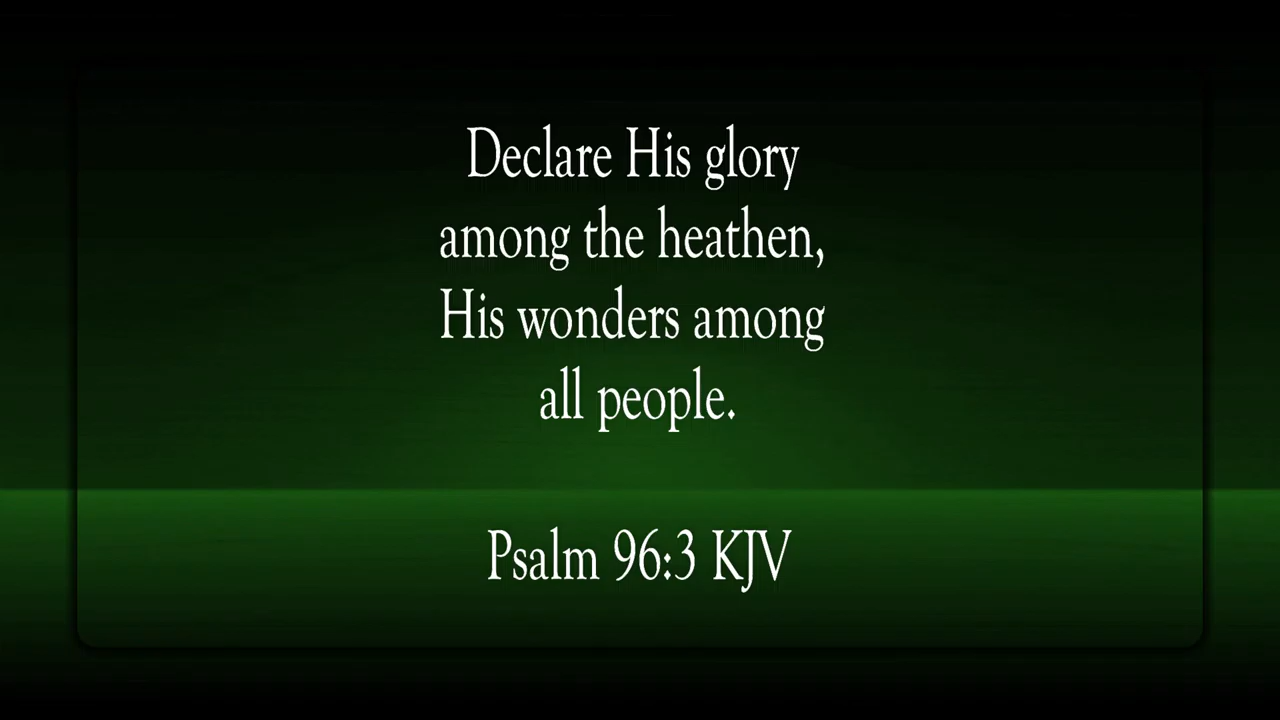 Declare His glory
among the heathen,
His wonders among
all people.
Psalm 96:3 KJV